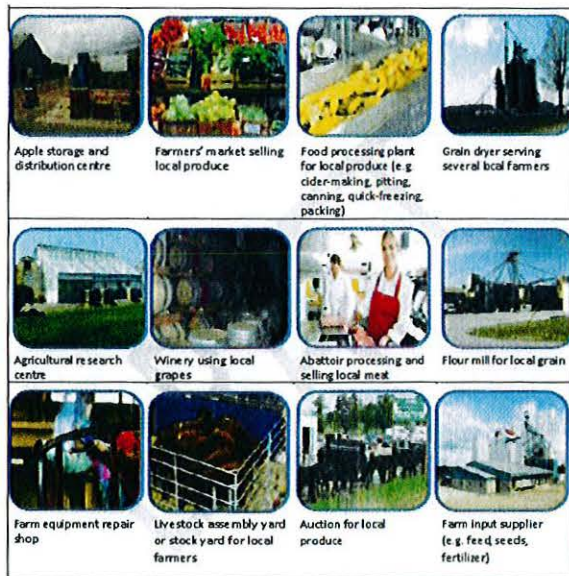 Apple storage and
distribution centre
Farmers' market selling
local produce
Food processing plant
for local produce (e.g.
cider-making, pitting,
canning, quick-freezing,
packing)
Grain dryer serving
several local farmers
Agricultural research
centre
Winery using local
grapes
Abattoir processing and
selling local meat
Flour mill for local grain
Farm equipment repair
shop
Livestock assembly yard
or stock yard for local
farmers
Auction for local
produce
Farm input supplier
(e.g. feed, seeds,
fertilizer)